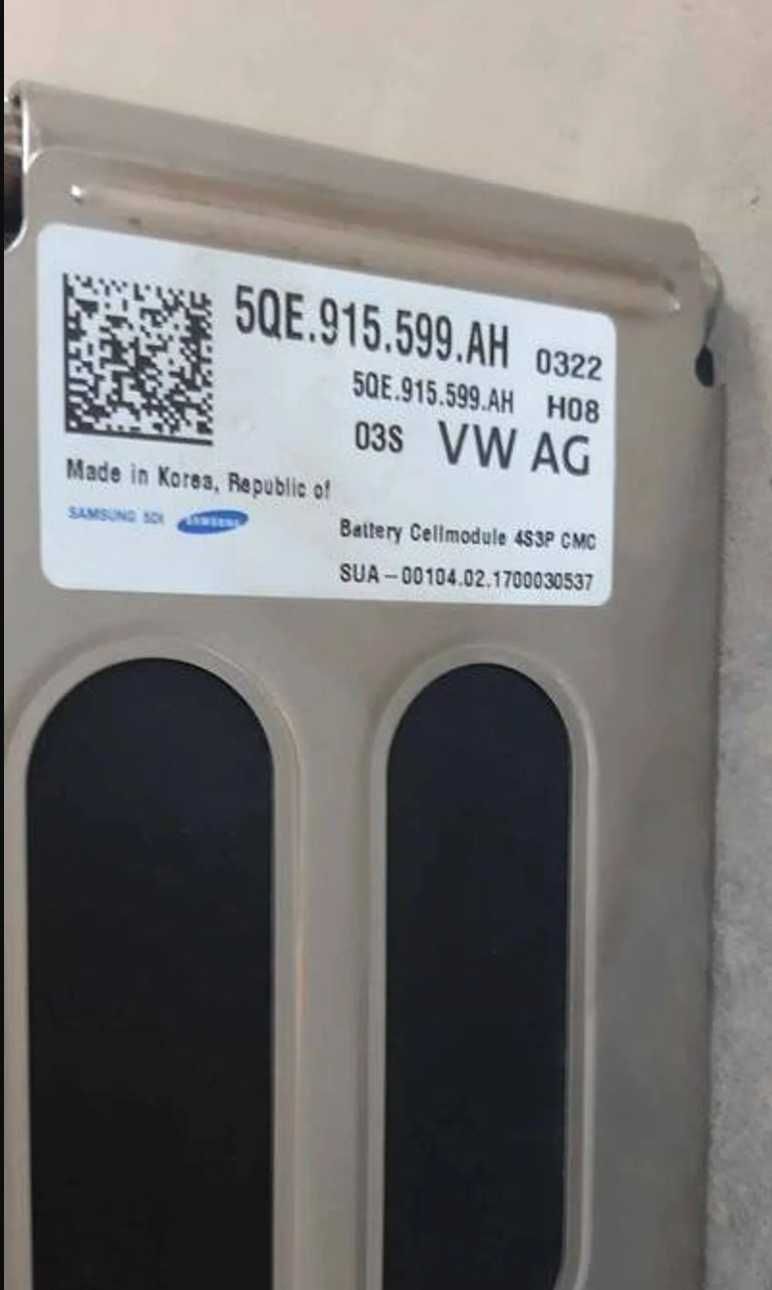 5QE.915.599.AH 0322
5QE.915.599.AH H08
03S VW AG
Made in Korea, Republic of
SAMSUNG SDI SAMSUNG
Battery Cellmodule 4S3P CMC
SUA – 00104.02.1700030537